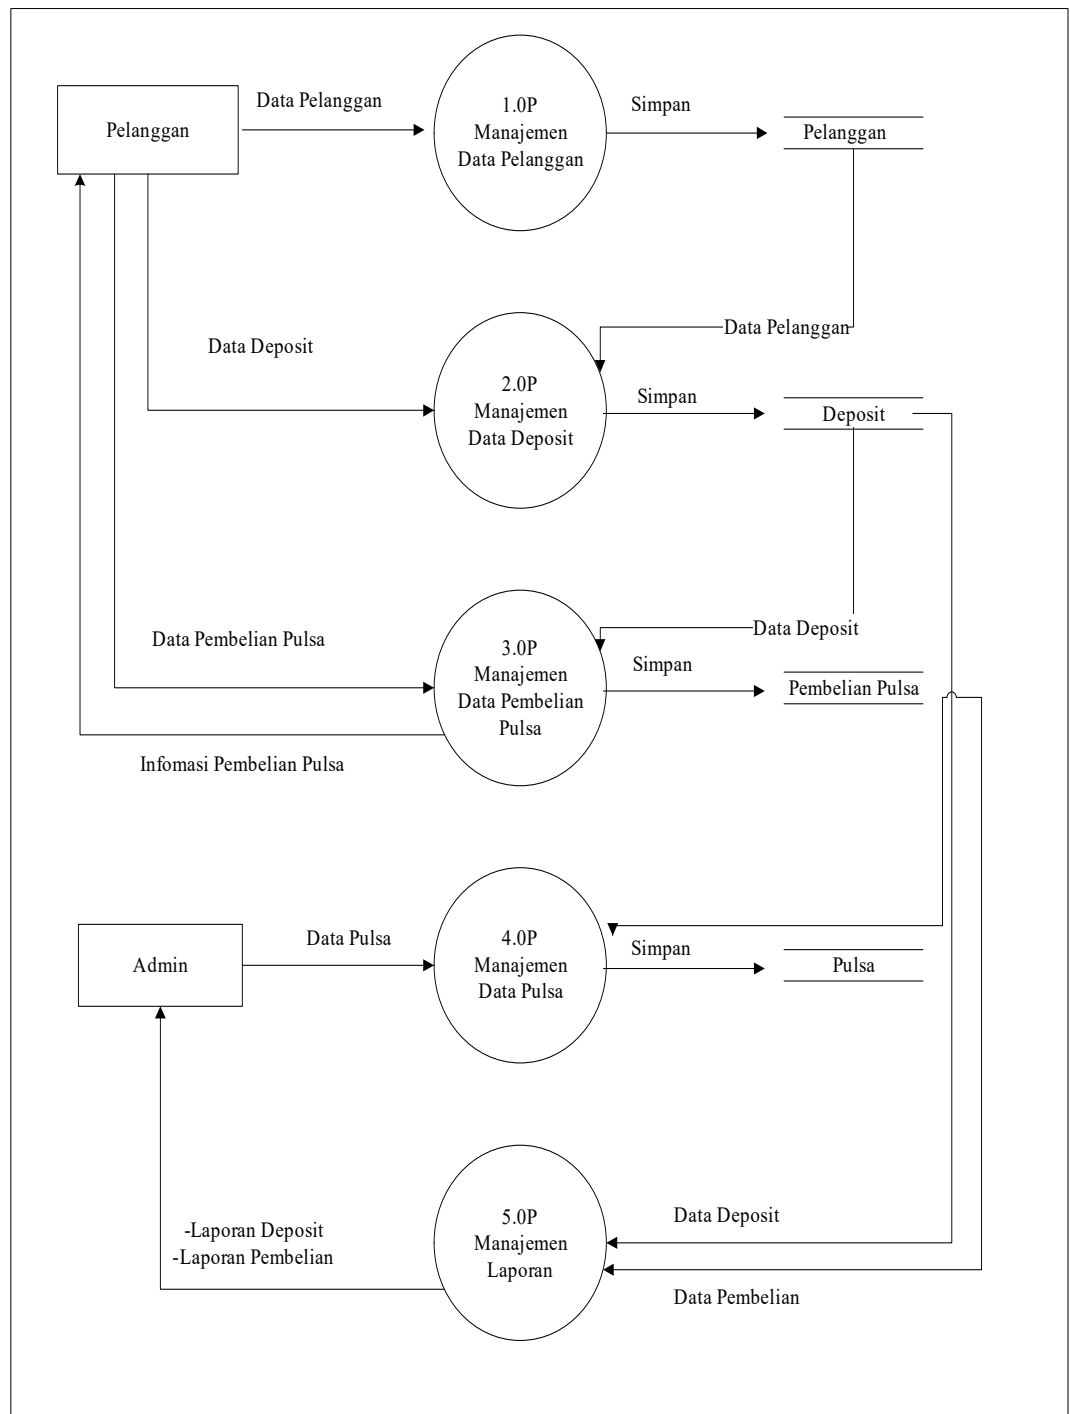 Pelanggan
Data Pelanggan
1.0P
Manajemen
Data Pelanggan
Simpan
Pelanggan
Data Pelanggan
Data Deposit
2.0P
Manajemen
Data Deposit
Simpan
Deposit
Data Deposit
Data Pembelian Pulsa
3.0P
Manajemen
Data Pembelian
Pulsa
Simpan
Pembelian Pulsa
Infomasi Pembelian Pulsa
Admin
Data Pulsa
4.0P
Manajemen
Data Pulsa
Simpan
Pulsa
-Laporan Deposit
-Laporan Pembelian
5.0P
Manajemen
Laporan
Data Deposit
Data Pembelian